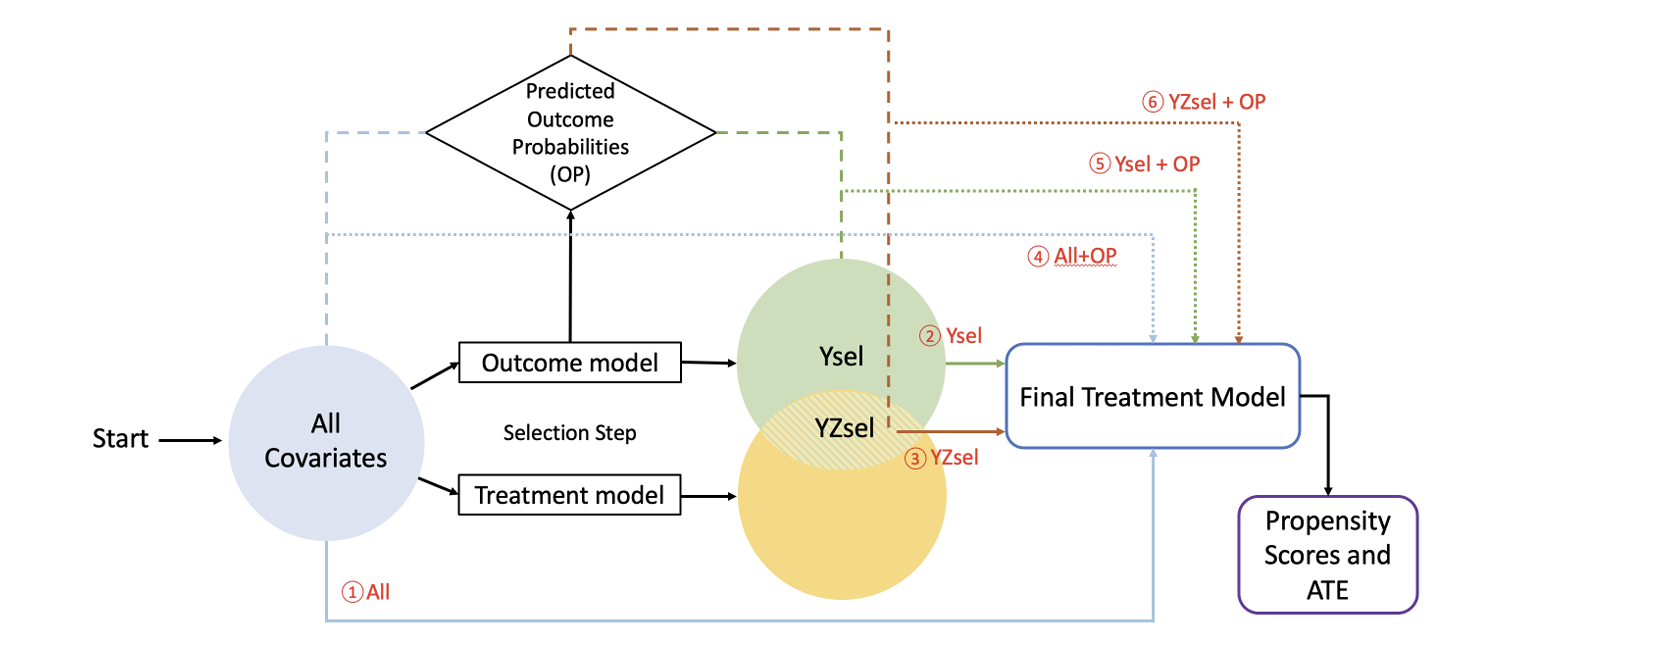 Predicted
Outcome
Probabilities
(OP)
⑥ YZsel + OP
⑤ Ysel + OP
④ All+OP
② Ysel
Ysel
Outcome model
Final Treatment Model
All
Covariates
Start
Selection Step
YZsel
③ YZsel
Treatment model
Propensity
Scores and
ATE
① All